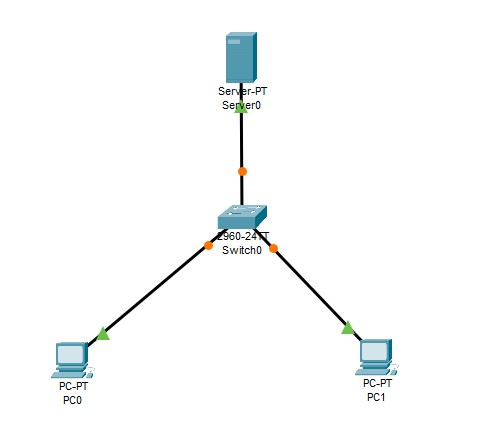 Server-PT
Server0
2960-24TT
Switch0
PC-PT
PC0
PC-PT
PC1